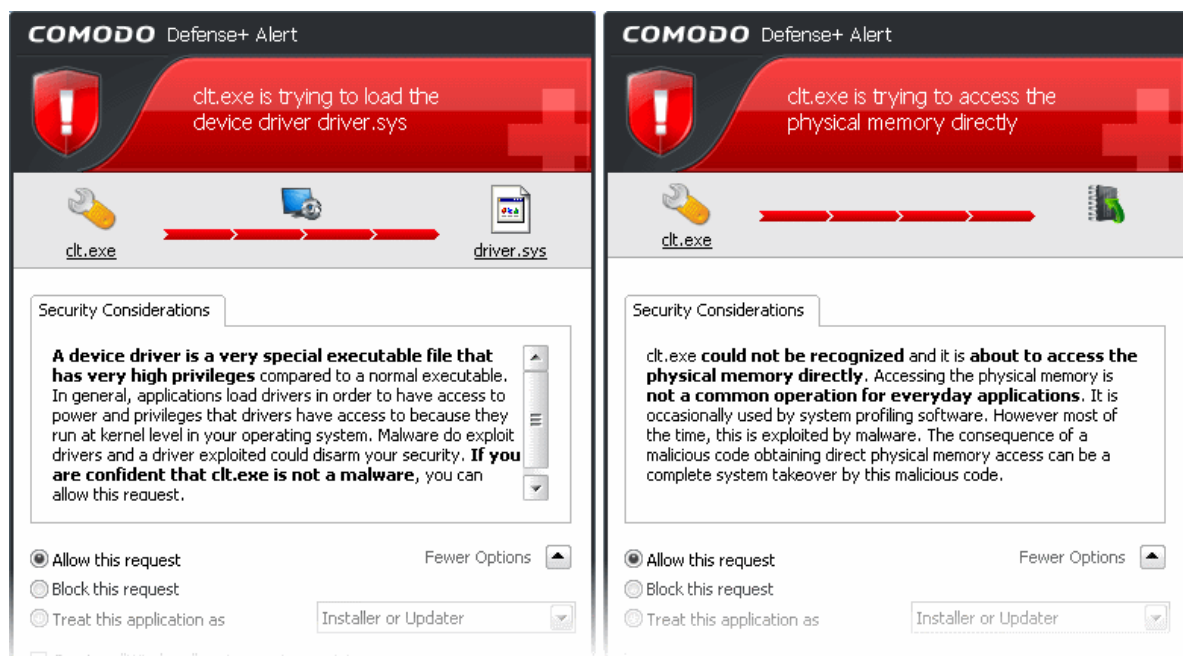 COMODO Defense+ Alert
clt.exe is trying to load the
device driver driver.sys
clt.exe
driver.sys
Security Considerations
A device driver is a very special executable file that
has very high privileges compared to a normal executable.
In general, applications load drivers in order to have access to
power and privileges that drivers have access to because they
run at kernel level in your operating system. Malware do exploit
drivers and a driver exploited could disarm your security. If you
are confident that clt.exe is not a malware, you can
allow this request.
Allow this request
Fewer Options
Block this request
Treat this application as
Installer or Updater
COMODO Defense+ Alert
clt.exe is trying to access the
physical memory directly
clt.exe
Security Considerations
clt.exe could not be recognized and it is about to access the
physical memory directly. Accessing the physical memory is
not a common operation for everyday applications. It is
occasionally used by system profiling software. However most of
the time, this is exploited by malware. The consequence of a
malicious code obtaining direct physical memory access can be a
complete system takeover by this malicious code.
Allow this request
Fewer Options
Block this request
Treat this application as
Installer or Updater